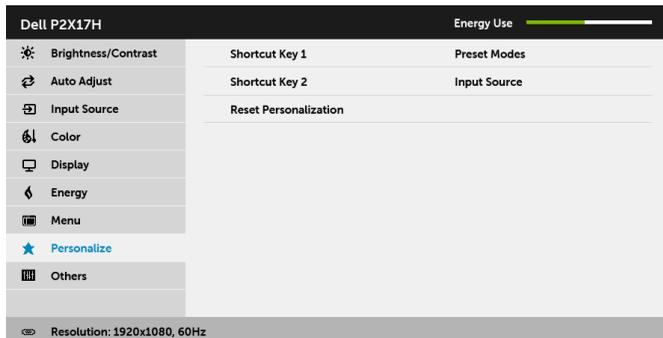 Dell P2X17H Energy Use
Brightness/Contrast Shortcut Key 1 Preset Modes
Auto Adjust Shortcut Key 2 Input Source
Input Source Reset Personalization
Color
Display
Energy
Menu
Personalize
Others
Resolution: 1920x1080, 60Hz